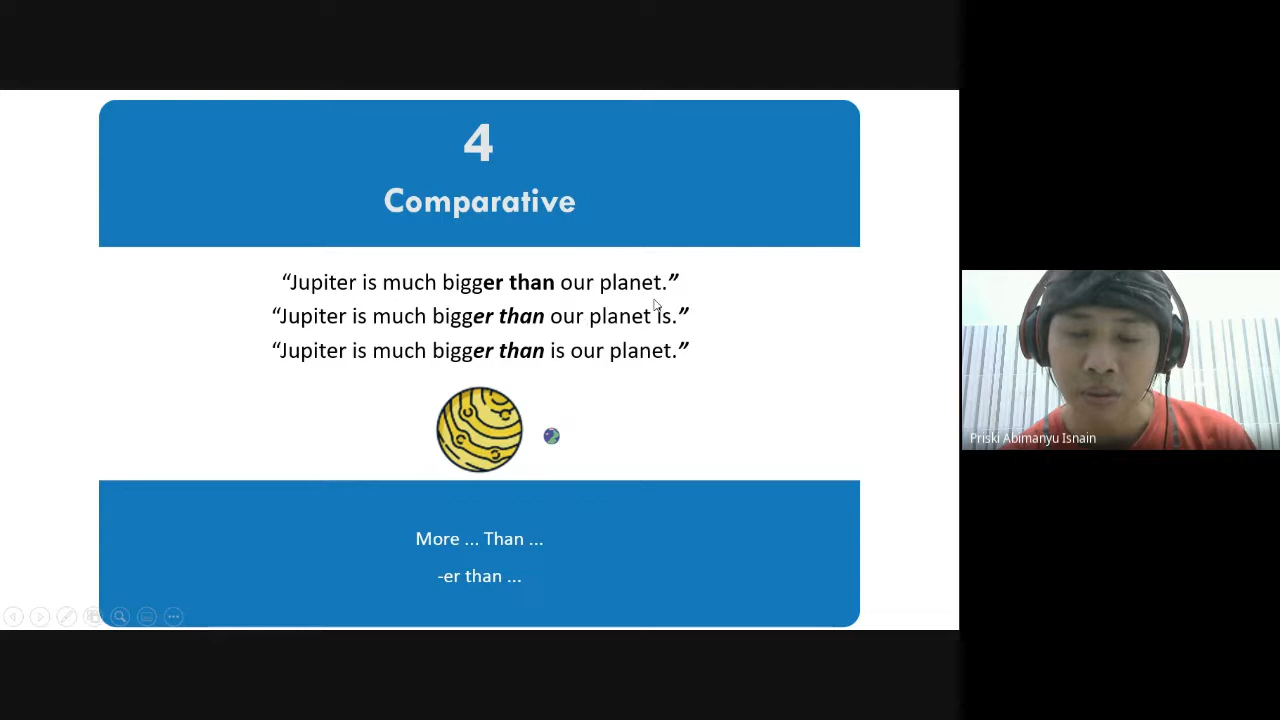 4
Comparative
“Jupiter is much bigger than our planet.”
“Jupiter is much bigger than our planet is.”
“Jupiter is much bigger than is our planet.”
More ... Than ...
-er than ...
Priski Abimanyu Isnain